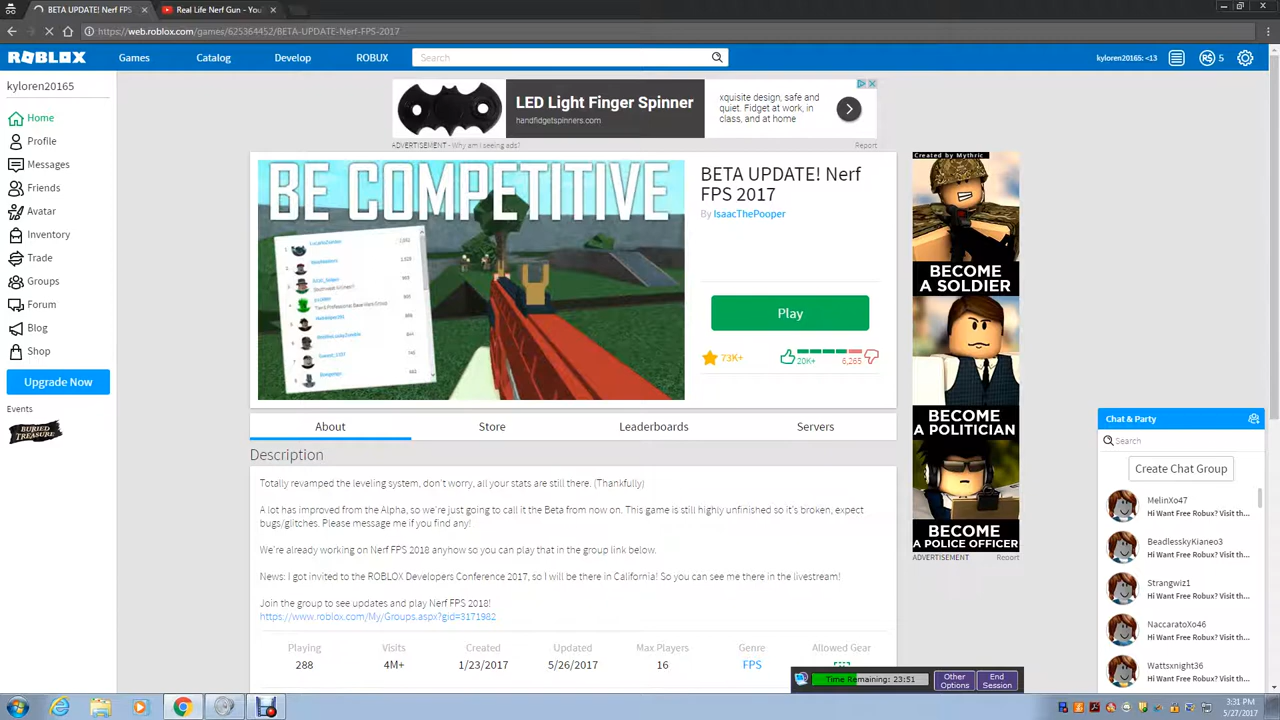 BETA UPDATE! Nerf FPS
Real Life Nerf Gun - You
https://web.roblox.com/games/625364452/BETA-UPDATE-Nerf-FPS-2017
ROBLOX
Games
Catalog
Develop
ROBUX
Search
kyloren20165: <13
5
kyloren20165
Home
Profile
Messages
Friends
Avatar
Inventory
Trade
Groups
Forum
Blog
Shop
Upgrade Now
Events
BURIED
TREASURE
LED Light Finger Spinner
handfidgetspinners.com
xquisite design, safe and
quiet. Fidget at work, in
class, and at home
ADVERTISEMENT - Why am I seeing ads?
Report
BE COMPETITIVE
BETA UPDATE! Nerf
FPS 2017
By IsaacThePooper
Play
73K+
20K+
6,265
About
Store
Leaderboards
Servers
Description
Totally revamped the leveling system, don't worry, all your stats are still there. (Thankfully)
A lot has improved from the Alpha, so we're just going to call it the Beta from now on. This game is still highly unfinished so it's broken, expect
bugs/glitches. Please message me if you find any!
We're already working on Nerf FPS 2018 anyhow so you can play that in the group link below.
News: I got invited to the ROBLOX Developers Conference 2017, so I will be there in California! So you can see me there in the livestream!
Join the group to see updates and play Nerf FPS 2018!
https://www.roblox.com/My/Groups.aspx?gid=3171982
Playing
Visits
Created
Updated
Max Players
Genre
Allowed Gear
288
4M+
1/23/2017
5/26/2017
16
FPS
Created by Mythric
BECOME
A SOLDIER
BECOME
A POLITICIAN
BECOME
A POLICE OFFICER
ADVERTISEMENT
Report
Chat & Party
Search
Create Chat Group
MelinXo47
Hi Want Free Robux? Visit th...
BeadlesskyKianeo3
Hi Want Free Robux? Visit th...
Strangwiz1
Hi Want Free Robux? Visit th...
NaccaratoXo46
Hi Want Free Robux? Visit th...
Wattsxnight36
Hi Want Free Robux? Visit th...
Time Remaining: 23:51
Other
Options
End
Session
3:31 PM
5/27/2017